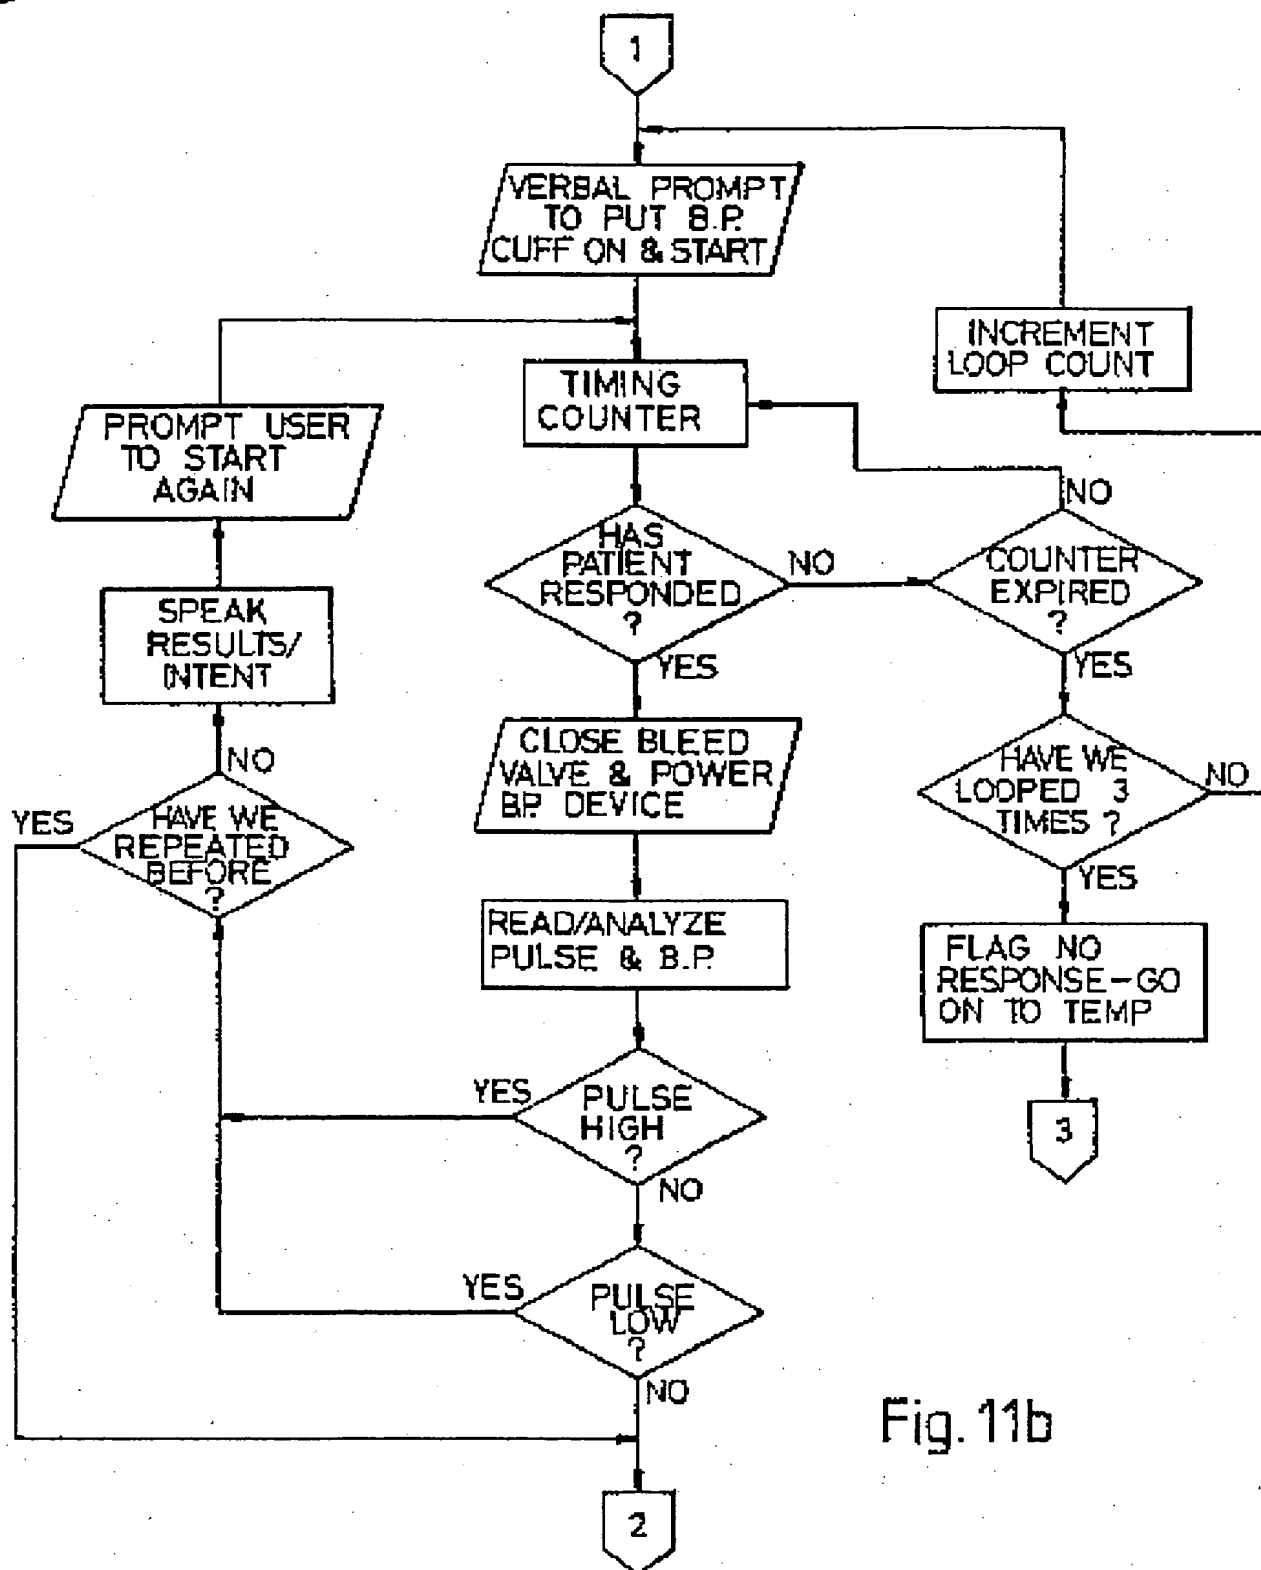 1
VERBAL PROMPT
TO PUT B.P.
CUFF ON & START
INCREMENT
LOOP COUNT
TIMING
COUNTER
PROMPT USER
TO START
AGAIN
NO
HAS
PATIENT
RESPONDED
?
NO
COUNTER
EXPIRED
?
YES
YES
SPEAK
RESULTS/
INTENT
CLOSE BLEED
VALVE & POWER
B.P. DEVICE
HAVE WE
LOOPED 3
TIMES ?
NO
YES
NO
YES
HAVE WE
REPEATED
BEFORE
?
READ/ANALYZE
PULSE & B.P.
FLAG NO
RESPONSE-GO
ON TO TEMP
YES
PULSE
HIGH
?
NO
3
YES
PULSE
LOW
?
NO
Fig. 11b
2